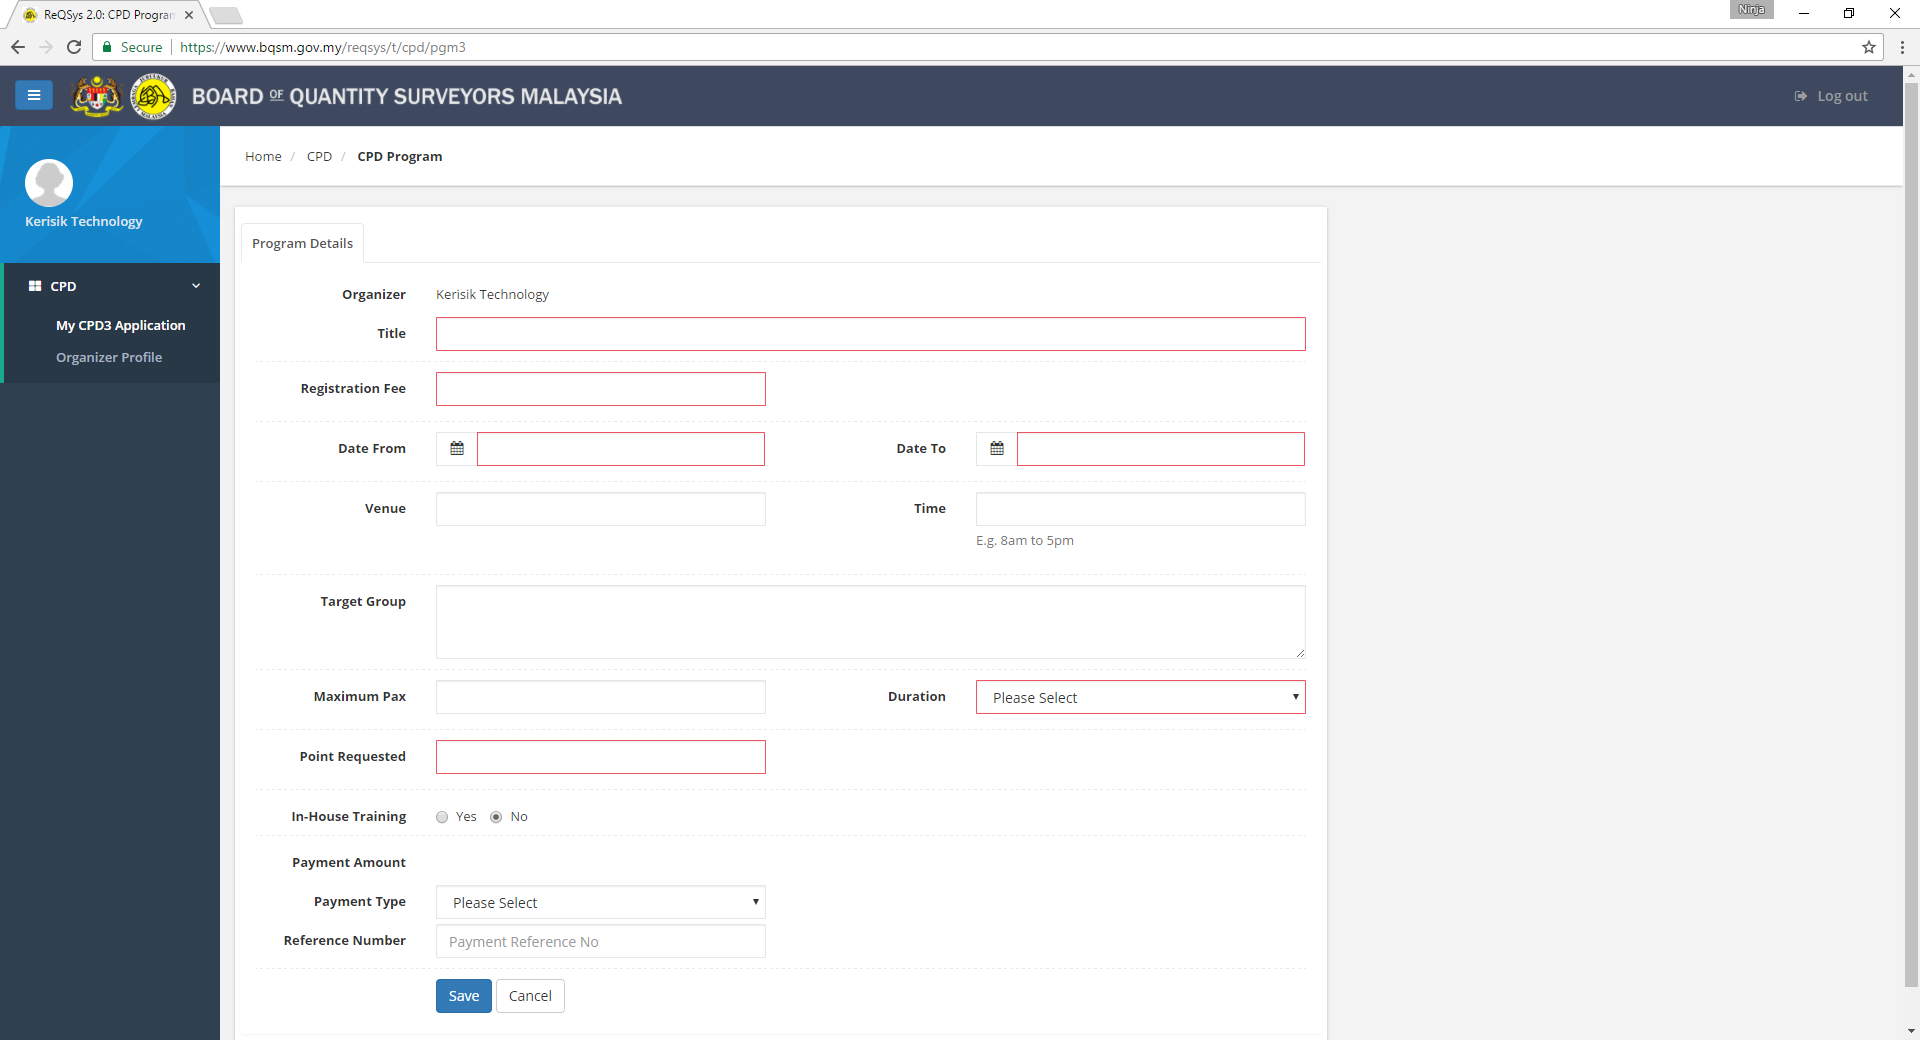 ReQSys 2.0: CPD Progran
Ninja
Secure
https://www.bqsm.gov.my/reqsys/t/cpd/pgm3
BOARD OF QUANTITY SURVEYORS MALAYSIA
Log out
Home / CPD / CPD Program
Kerisik Technology
CPD
My CPD3 Application
Organizer Profile
Program Details
Organizer Kerisik Technology
Title
Registration Fee
Date From Date To
Venue Time
E.g. 8am to 5pm
Target Group
Maximum Pax Duration Please Select
Point Requested
In-House Training Yes No
Payment Amount
Payment Type Please Select
Reference Number Payment Reference No
Save Cancel